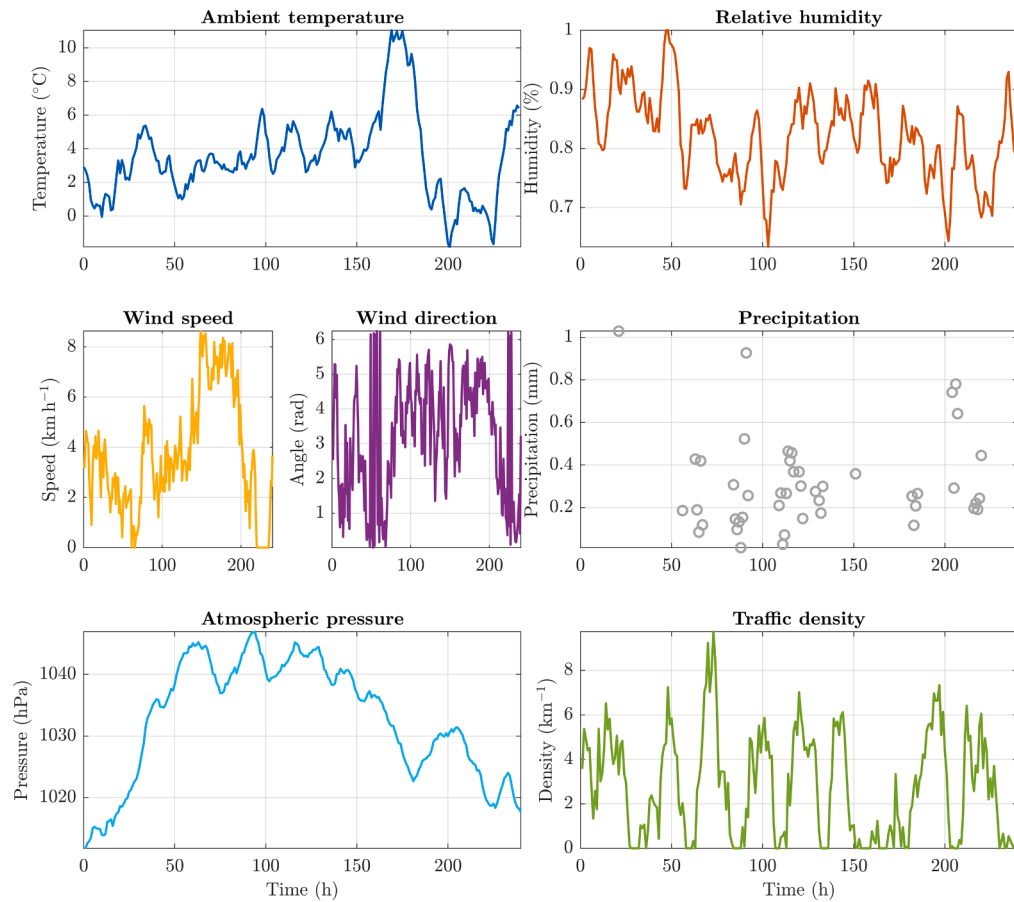 Ambient temperature
Temperature (°C)
10
8
6
4
2
0
0 50 100 150 200
Relative humidity
Humidity (%)
1
0.9
0.8
0.7
0 50 100 150 200
Wind speed
Speed (km h⁻¹)
8
6
4
2
0
0 100 200
Wind direction
Angle (rad)
6
5
4
3
2
1
0 100 200
Precipitation
Precipitation (mm)
1
0.8
0.6
0.4
0.2
0 50 100 150 200
Atmospheric pressure
Pressure (hPa)
1040
1030
1020
0 50 100 150 200
Time (h)
Traffic density
Density (km⁻¹)
8
6
4
2
0
0 50 100 150 200
Time (h)